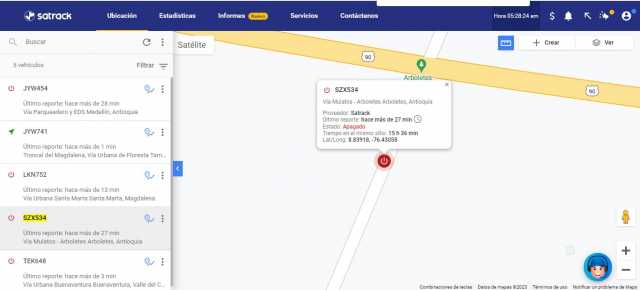 satrack
Ubicación
Estadísticas
Informes
Nuevo
Servicios
Contáctenos
Hora 05:28:24 am
Buscar
5 vehículos
Filtrar
JYW454
Último reporte: hace más de 28 min
Vía Parqueadero y EDS Medellin, Antioquia
JYW741
Último reporte: hace más de 1 min
Troncal del Magdalena, Vía Urbana de Floresta Tam...
LKN752
Último reporte: hace más de 13 min
Vía Urbana Santa Marta Santa Marta, Magdalena
SZX534
Último reporte: hace más de 27 min
Vía Mulatos - Arboletes Arboletes, Antioquia
TEK648
Último reporte: hace más de 3 min
Vía Urbana Buenaventura Buenaventura, Valle del C...
Satélite
Crear
Ver
90
Arboletes
90
SZX534
Vía Mulatos - Arboletes Arboletes, Antioquia
Proveedor: Satrack
Último reporte: hace más de 27 min
Estado: Apagado
Tiempo en el mismo sitio: 15 h 36 min
Lat/Long: 8.83918, -76.43058
Combinaciones de teclas
Datos de mapas ©2023
Términos de uso
Notificar un problema de Maps